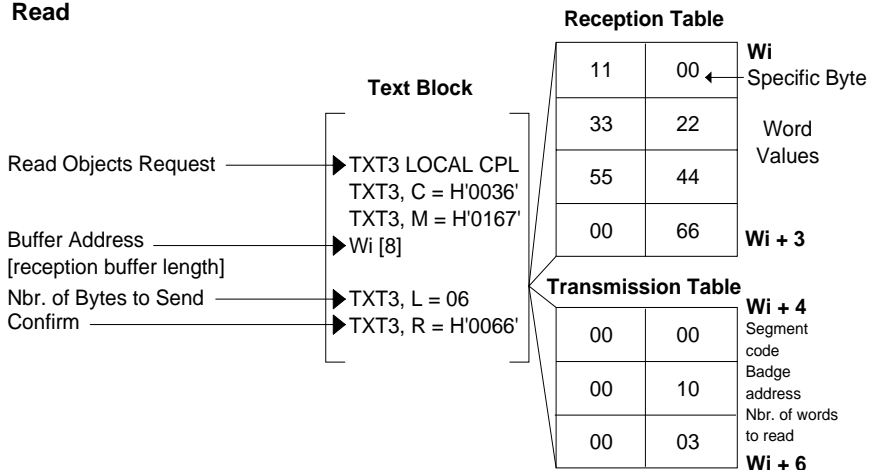 Read
Reception Table
Wi
11 00
Specific Byte
Text Block
33 22
Word
Values
Read Objects Request
TXT3 LOCAL CPL
TXT3, C = H'0036'
55 44
TXT3, M = H'0167'
Buffer Address
Wi [8]
00 66
Wi + 3
[reception buffer length]
Nbr. of Bytes to Send
TXT3, L = 06
Transmission Table
Confirm
TXT3, R = H'0066'
Wi + 4
00 00
Segment
code
00 10
Badge
address
00 03
Nbr. of words
to read
Wi + 6